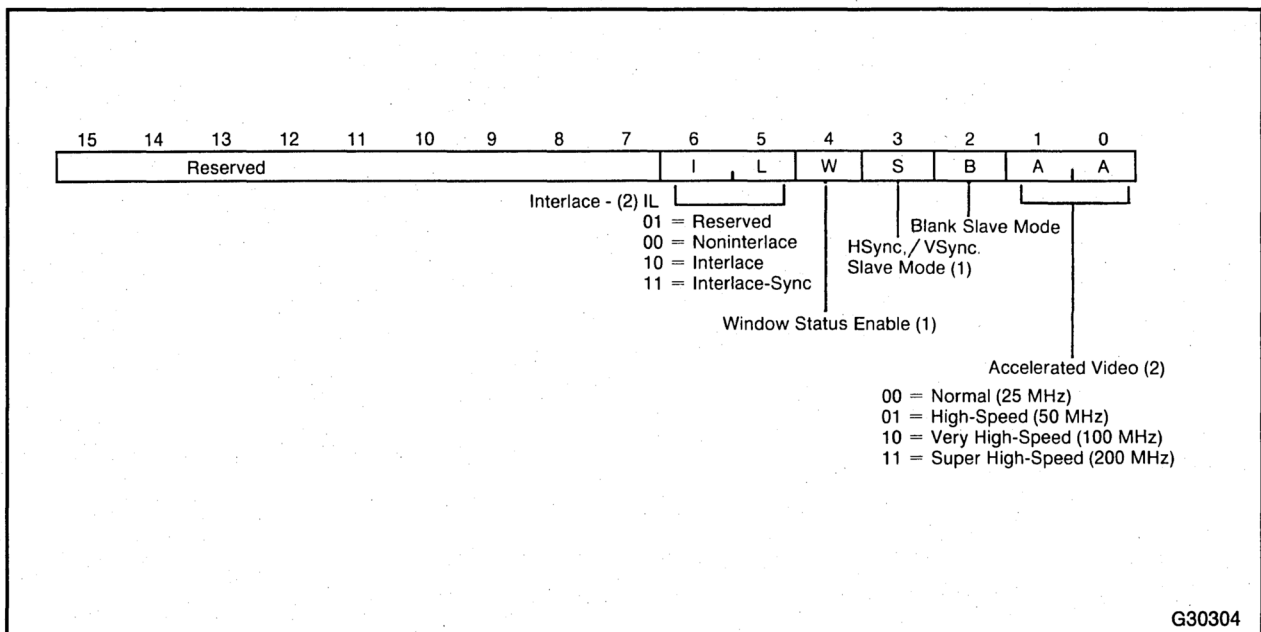 15 14 13 12 11 10 9 8 7 6 5 4 3 2 1 0
Reserved I L W S B A A
Interlace - (2) IL
01 = Reserved
00 = Noninterlace
10 = Interlace
11 = Interlace-Sync
Blank Slave Mode
HSync./VSync.
Slave Mode (1)
Window Status Enable (1)
Accelerated Video (2)
00 = Normal (25 MHz)
01 = High-Speed (50 MHz)
10 = Very High-Speed (100 MHz)
11 = Super High-Speed (200 MHz)
G30304